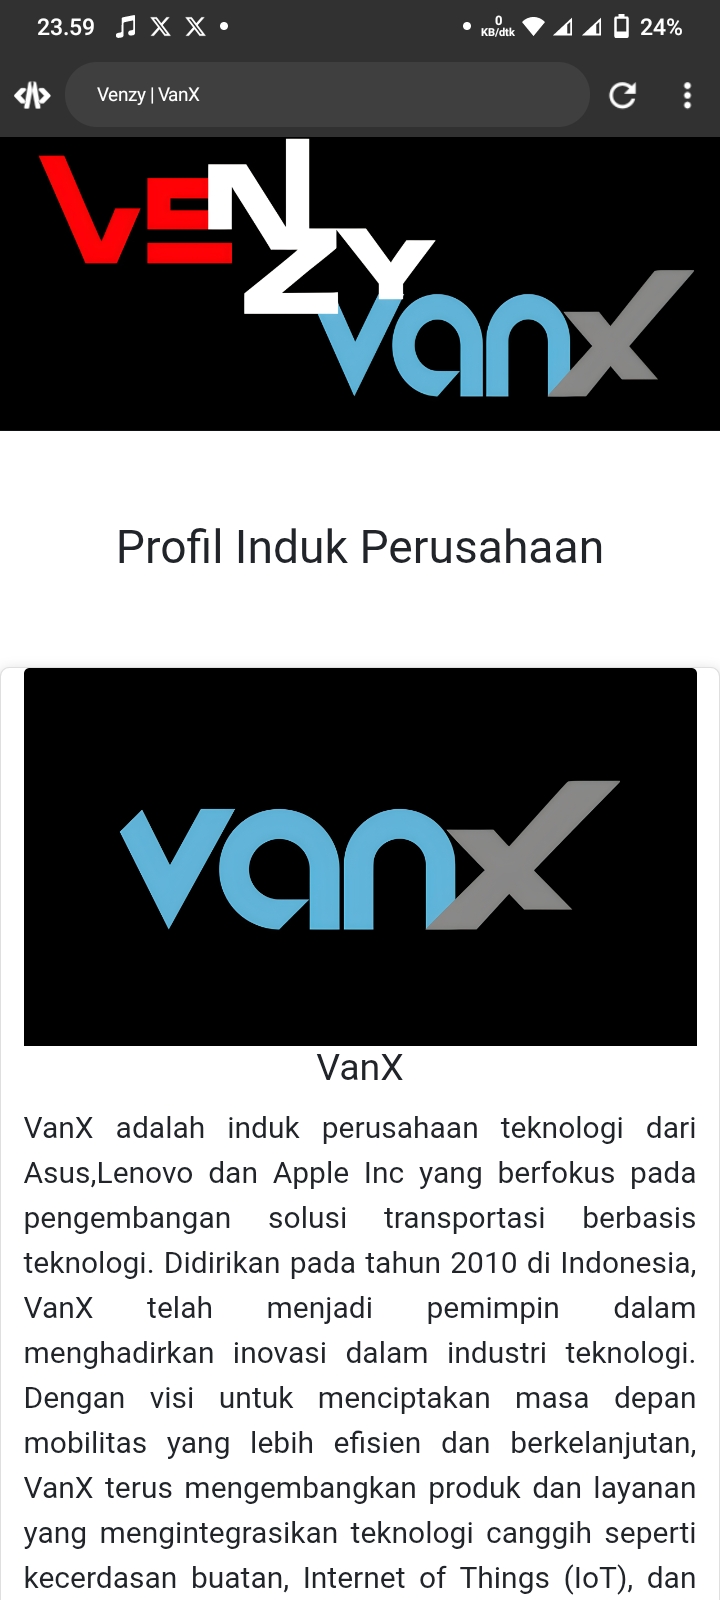 23.59
0
KB/dtk
24%
Venzy | VanX
VENZY
vanx
Profil Induk Perusahaan
vanx
VanX
VanX adalah induk perusahaan teknologi dari
Asus,Lenovo dan Apple Inc yang berfokus pada
pengembangan solusi transportasi berbasis
teknologi. Didirikan pada tahun 2010 di Indonesia,
VanX telah menjadi pemimpin dalam
menghadirkan inovasi dalam industri teknologi.
Dengan visi untuk menciptakan masa depan
mobilitas yang lebih efisien dan berkelanjutan,
VanX terus mengembangkan produk dan layanan
yang mengintegrasikan teknologi canggih seperti
kecerdasan buatan, Internet of Things (IoT), dan